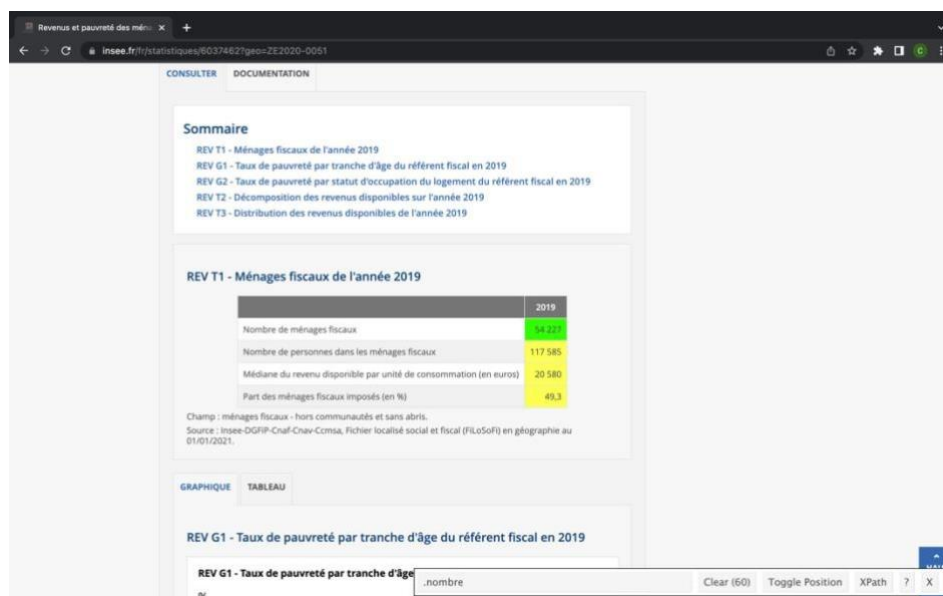 Revenus et pauvreté des ména
insee.fr/fr/statistiques/6037462?geo=ZE2020-0051
CONSULTER DOCUMENTATION
Sommaire
REV T1 - Ménages fiscaux de l'année 2019
REV G1 - Taux de pauvreté par tranche d'âge du référent fiscal en 2019
REV G2 - Taux de pauvreté par statut d'occupation du logement du référent fiscal en 2019
REV T2 - Décomposition des revenus disponibles sur l'année 2019
REV T3 - Distribution des revenus disponibles de l'année 2019
REV T1 - Ménages fiscaux de l'année 2019
2019
Nombre de ménages fiscaux 54 227
Nombre de personnes dans les ménages fiscaux 117 585
Médiane du revenu disponible par unité de consommation (en euros) 20 580
Part des ménages fiscaux imposés (en %) 49,3
Champ : ménages fiscaux - hors communautés et sans abris.
Source : Insee-DGFiP-Cnaf-Cnav-Ccmsa, Fichier localisé social et fiscal (FiLoSoFi) en géographie au
01/01/2021.
GRAPHIQUE TABLEAU
REV G1 - Taux de pauvreté par tranche d'âge du référent fiscal en 2019
REV G1 - Taux de pauvreté par tranche d'âge
.nombre Clear (60) Toggle Position XPath ? X